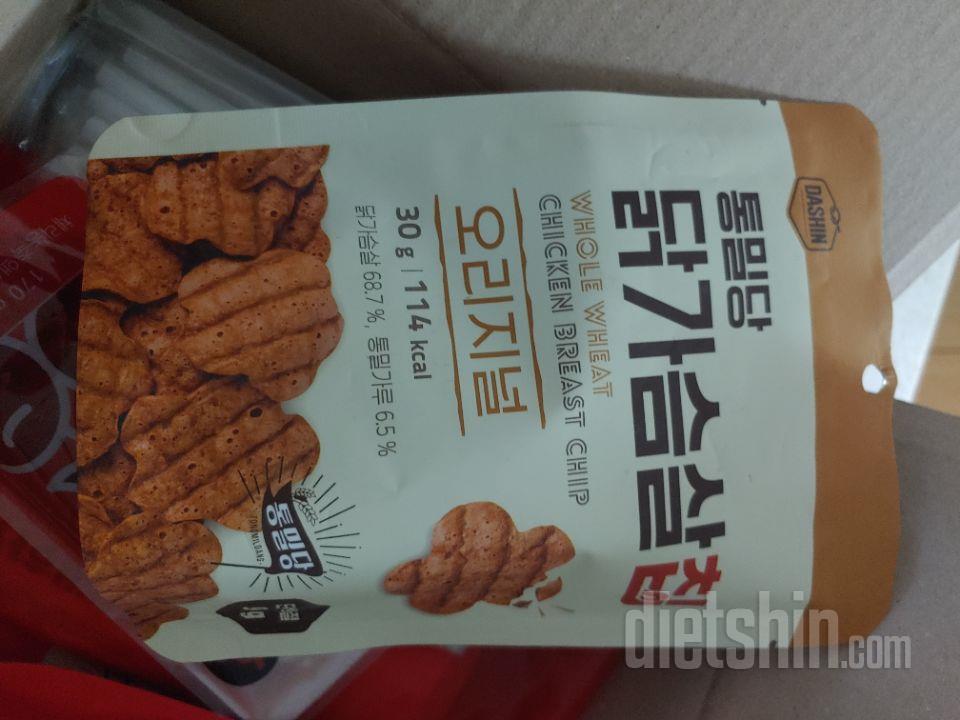 DASHIN
통밀당
닭가슴살칩
WHOLE WHEAT
CHICKEN BREAST CHIP
오리지널
30 g | 114 kcal
닭가슴살 68.7 %, 통밀가루 6.5 %
통밀당
TONGMILDANG
170
dietshin.com